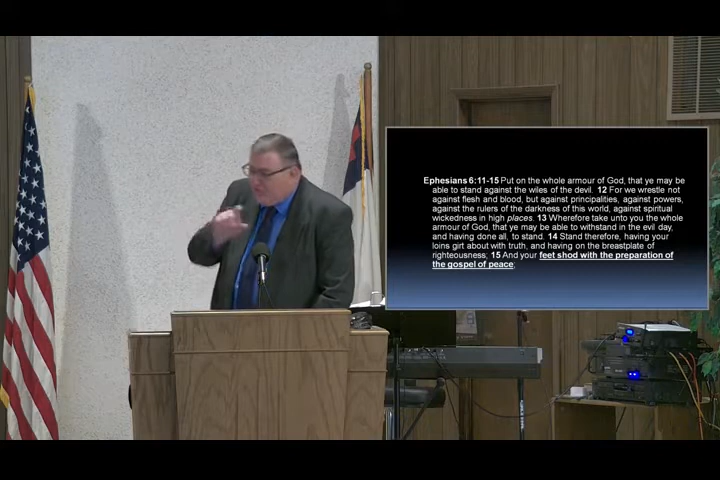 Ephesians 6:11-15 Put on the whole armour of God, that ye may be
able to stand against the wiles of the devil. 12 For we wrestle not
against flesh and blood, but against principalities, against powers,
against the rulers of the darkness of this world, against spiritual
wickedness in high places. 13 Wherefore take unto you the whole
armour of God, that ye may be able to withstand in the evil day,
and having done all, to stand. 14 Stand therefore, having your
loins girt about with truth, and having on the breastplate of
righteousness; 15 And your feet shod with the preparation of
the gospel of peace;